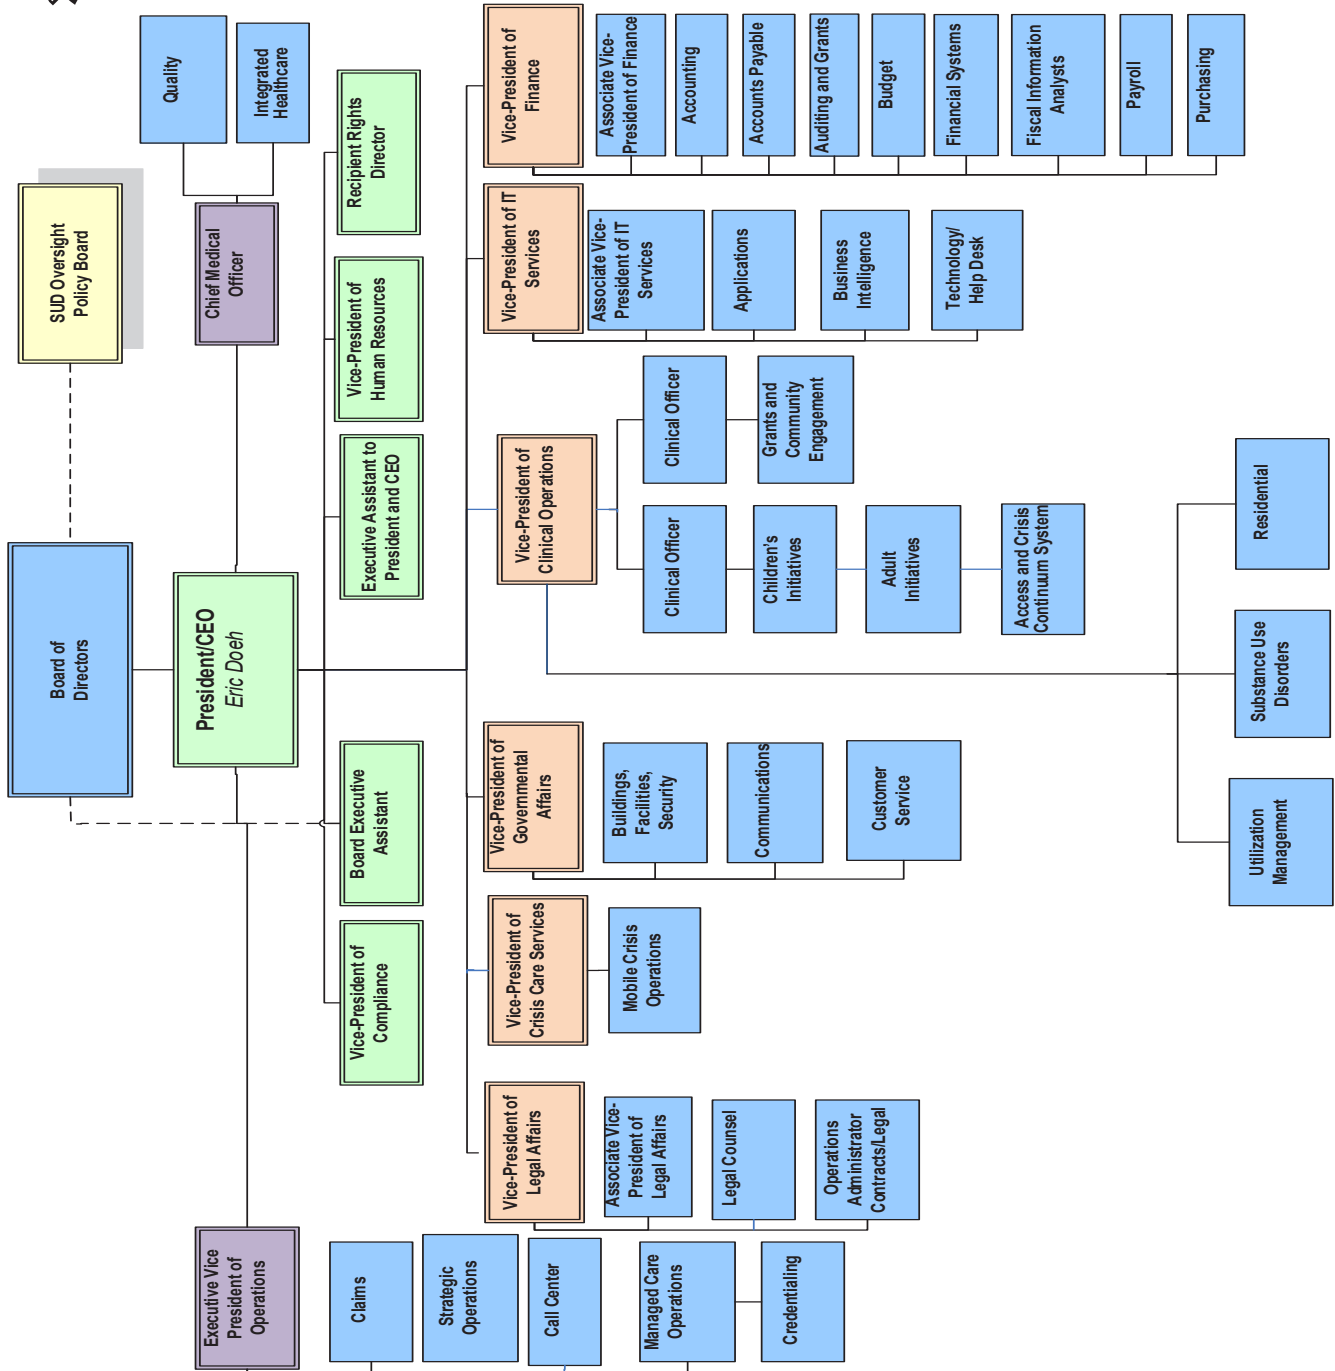 SUD Oversight
Policy Board
Board of
Directors
President/CEO
Eric Doeh
Chief Medical
Officer
Quality
Integrated
Healthcare
Executive Vice
President of
Operations
Claims
Strategic
Operations
Call Center
Managed Care
Operations
Credentialing
Vice-President of
Compliance
Board Executive
Assistant
Executive Assistant to
President and CEO
Vice-President of
Human Resources
Recipient Rights
Director
Vice-President of
Legal Affairs
Associate Vice-
President of
Legal Affairs
Legal Counsel
Operations
Administrator
Contracts/Legal
Vice-President of
Crisis Care Services
Mobile Crisis
Operations
Vice-President of
Governmental
Affairs
Buildings,
Facilities,
Security
Communications
Customer
Service
Vice-President of
Clinical Operations
Clinical Officer
Children's
Initiatives
Adult
Initiatives
Access and Crisis
Continuum System
Clinical Officer
Grants and
Community
Engagement
Utilization
Management
Substance Use
Disorders
Residential
Vice-President of IT
Services
Associate Vice-
President of IT
Services
Applications
Business
Intelligence
Technology/
Help Desk
Vice-President of
Finance
Associate Vice-
President of Finance
Accounting
Accounts Payable
Auditing and Grants
Budget
Financial Systems
Fiscal Information
Analysts
Payroll
Purchasing